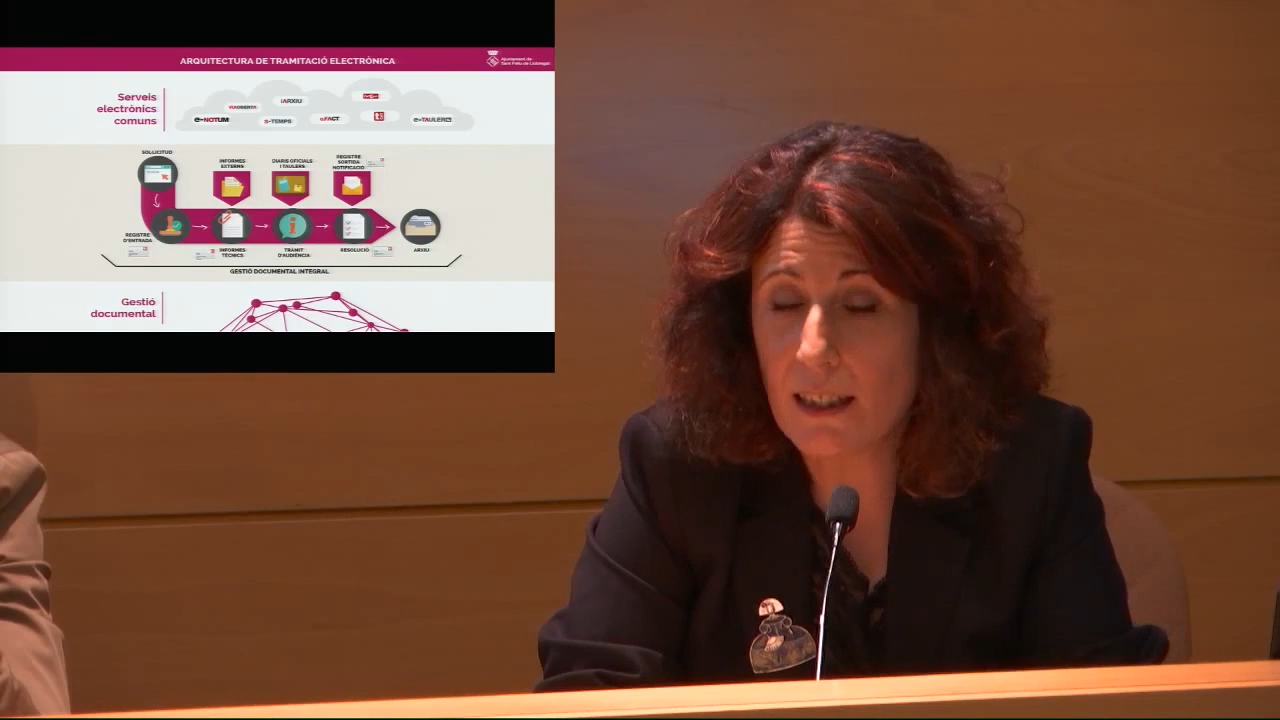 ARQUITECTURA DE TRAMITACIÓ ELECTRÒNICA
Ajuntament de
Sant Feliu de Llobregat
Serveis
electrònics
comuns
VIAOBERTA
iARXIU
e-NOTUM
S-TEMPS
e.FACT
e-TAULER
SOL·LICITUD
INFORMES
EXTERNS
DIARIS OFICIALS
I TAULERS
REGISTRE
SORTIDA
NOTIFICACIÓ
REGISTRE
D'ENTRADA
INFORMES
TÈCNICS
TRÀMIT
D'AUDIÈNCIA
RESOLUCIÓ
ARXIU
GESTIÓ DOCUMENTAL INTEGRAL
Gestió
documental